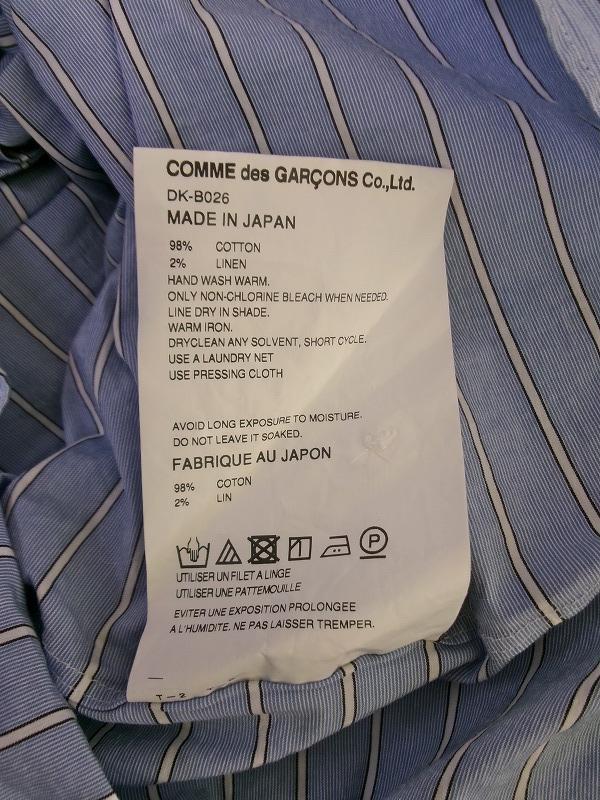 COMME des GARÇONS Co.,Ltd.
DK-B026
MADE IN JAPAN
98% COTTON
2% LINEN
HAND WASH WARM.
ONLY NON-CHLORINE BLEACH WHEN NEEDED.
LINE DRY IN SHADE.
WARM IRON.
DRYCLEAN ANY SOLVENT, SHORT CYCLE.
USE A LAUNDRY NET
USE PRESSING CLOTH
AVOID LONG EXPOSURE TO MOISTURE.
DO NOT LEAVE IT SOAKED.
FABRIQUE AU JAPON
98% COTON
2% LIN
P
UTILISER UN FILET A LINGE
UTILISER UNE PATTEMOUILLE
EVITER UNE EXPOSITION PROLONGEE
A L'HUMIDITE. NE PAS LAISSER TREMPER.
T-2